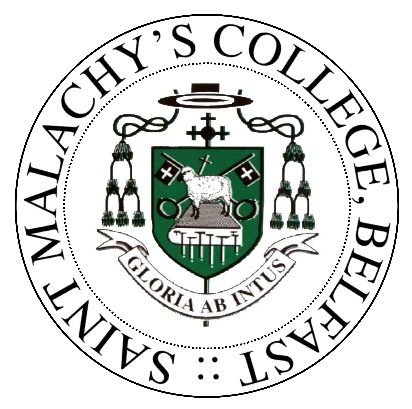 SAINT MALACHY'S COLLEGE, BELFAST ::
GLORIA AB INTUS